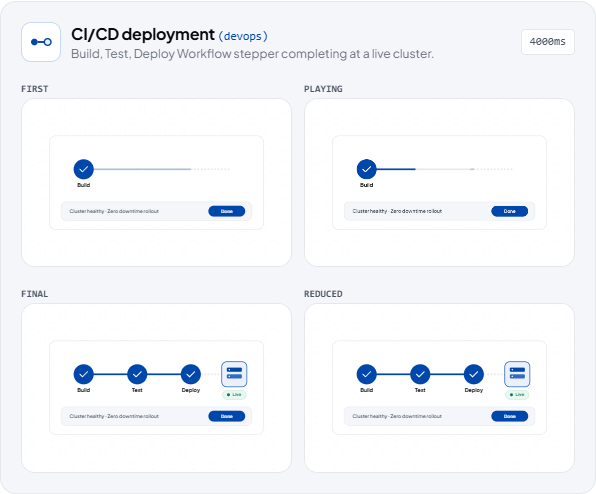 CI/CD deployment (devops)
Build, Test, Deploy Workflow stepper completing at a live cluster.
4000ms
FIRST
PLAYING
Build
Cluster healthy · Zero downtime rollout
Done
Build
Cluster healthy · Zero downtime rollout
Done
FINAL
REDUCED
Build
Test
Deploy
Live
Cluster healthy · Zero downtime rollout
Done
Build
Test
Deploy
Live
Cluster healthy · Zero downtime rollout
Done